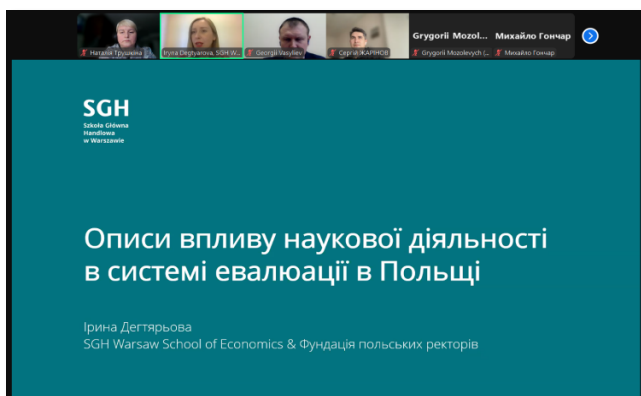 Grygorii Mozol... Михайло Гончар
Наталія Трушкіна Iryna Degtyarova, SGH W... Georgii Vasyliev Сергій ЖАРІНОВ Grygorii Mozolevych (... Михайло Гончар
SGH
Szkoła Główna
Handlowa
w Warszawie
Описи впливу наукової діяльності
в системі евалюації в Польщі
Ірина Дегтярьова
SGH Warsaw School of Economics & Фундація польських ректорів